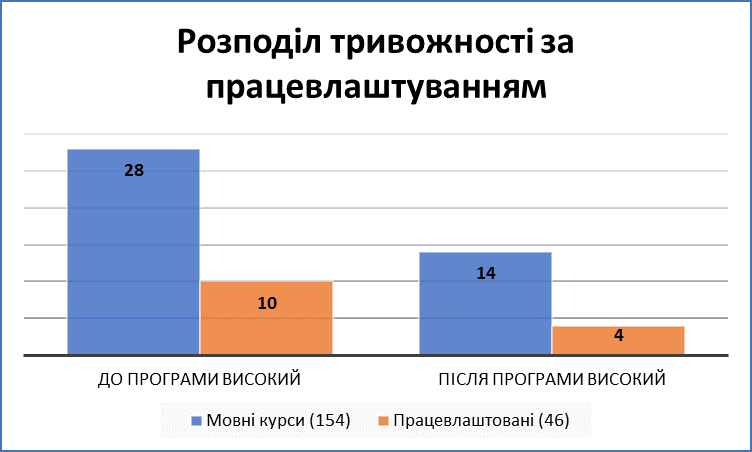 Розподіл тривожності за
працевлаштуванням
28
10
14
4
ДО ПРОГРАМИ ВИСОКИЙ
ПІСЛЯ ПРОГРАМИ ВИСОКИЙ
Мовні курси (154)
Працевлаштовані (46)